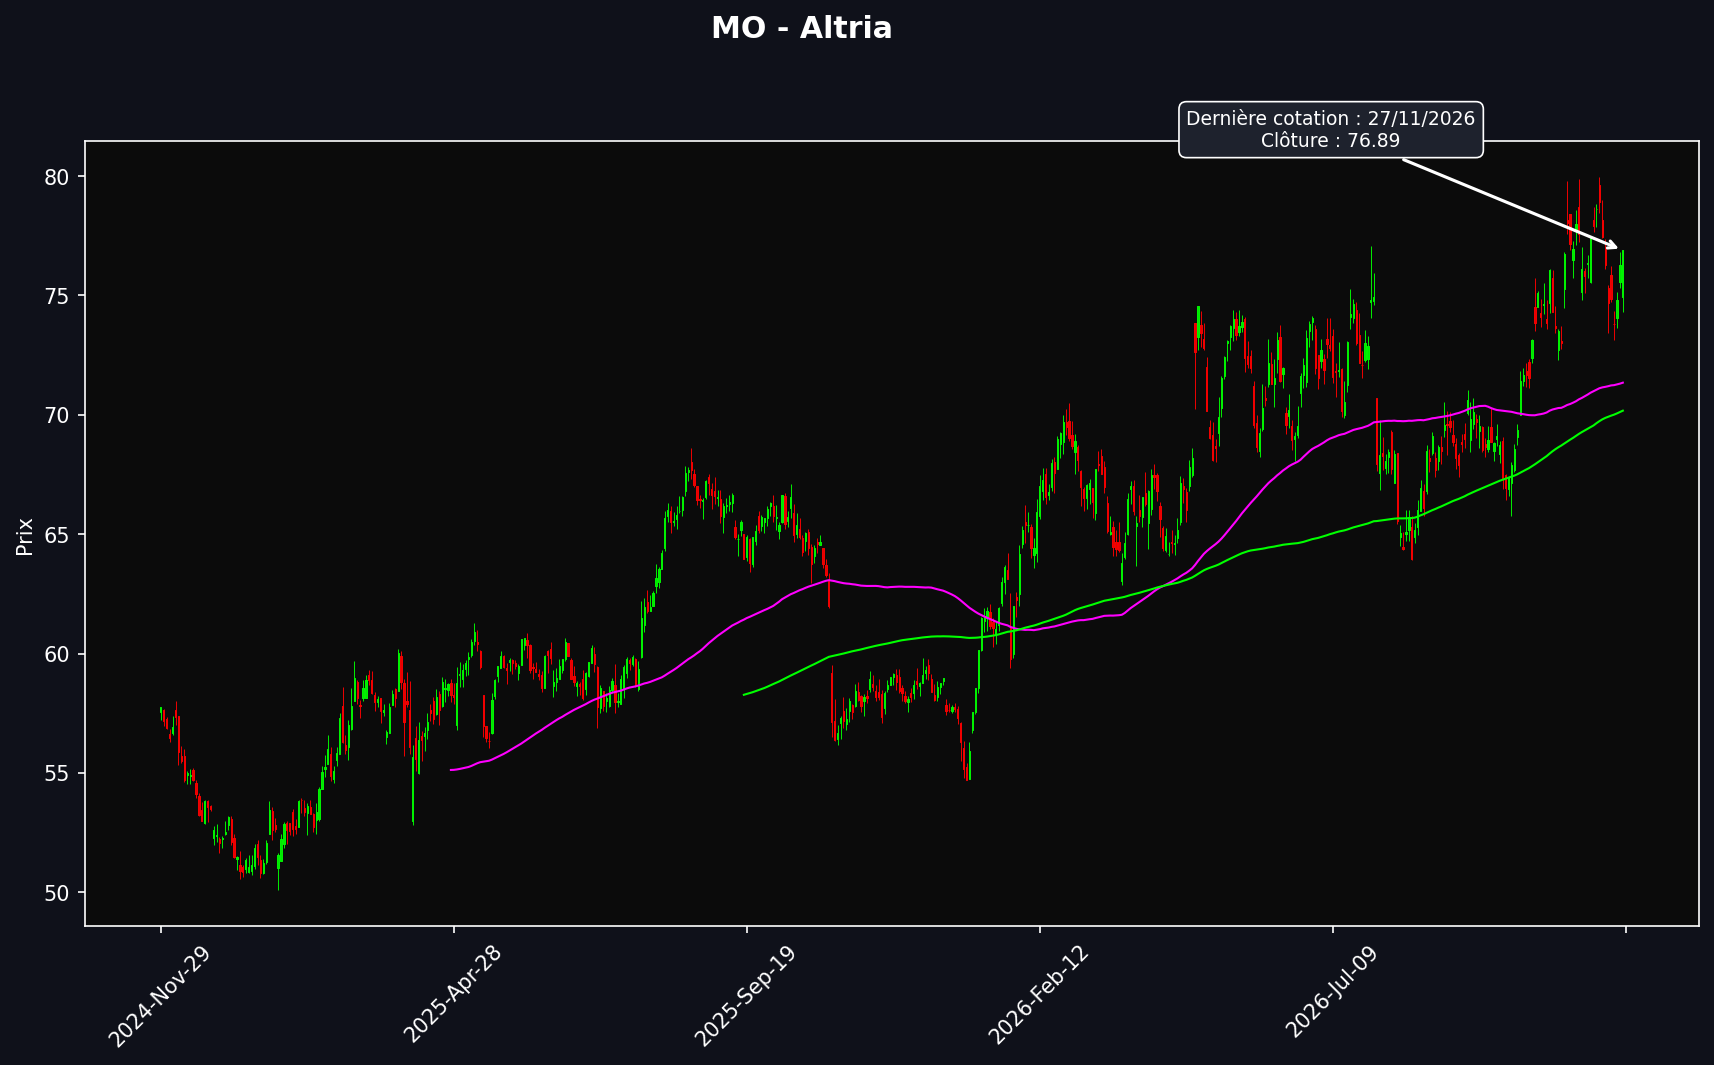 MO - Altria
Dernière cotation : 27/11/2026
Clôture : 76.89
Prix
80
75
70
65
60
55
50
2024-Nov-29
2025-Apr-28
2025-Sep-19
2026-Feb-12
2026-Jul-09